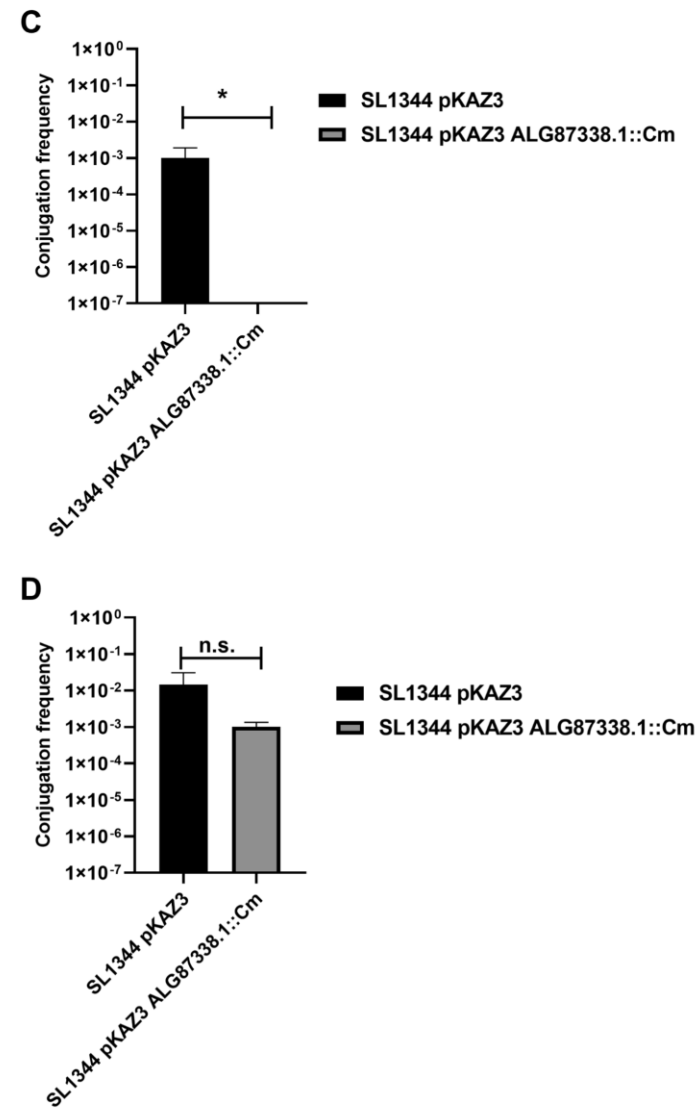 C
Conjugation frequency
1×10⁰
1×10⁻¹
1×10⁻²
1×10⁻³
1×10⁻⁴
1×10⁻⁵
1×10⁻⁶
1×10⁻⁷
*
SL1344 pKAZ3
SL1344 pKAZ3 ALG87338.1::Cm
SL1344 pKAZ3
SL1344 pKAZ3 ALG87338.1::Cm
D
Conjugation frequency
1×10⁰
1×10⁻¹
1×10⁻²
1×10⁻³
1×10⁻⁴
1×10⁻⁵
1×10⁻⁶
1×10⁻⁷
n.s.
SL1344 pKAZ3
SL1344 pKAZ3 ALG87338.1::Cm
SL1344 pKAZ3
SL1344 pKAZ3 ALG87338.1::Cm